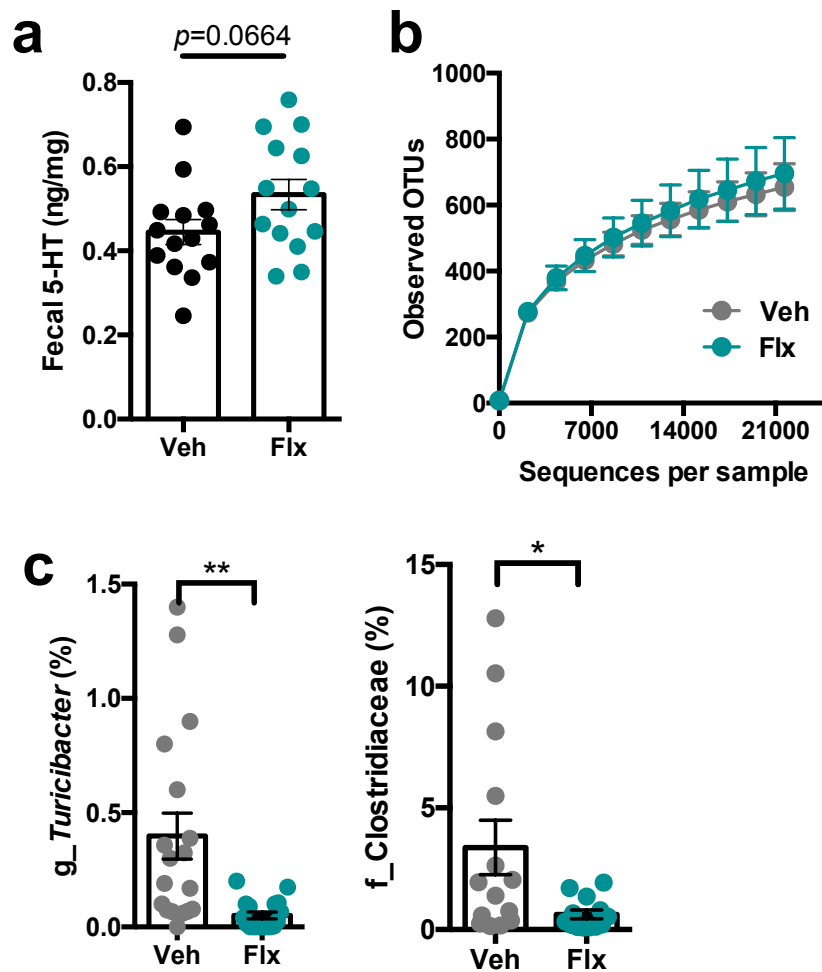 a
p=0.0664
Fecal 5-HT (ng/mg)
0.8
0.6
0.4
0.2
0.0
Veh Flx
b
Observed OTUs
1000
800
600
400
200
0
0 7000 14000 21000
Sequences per sample
Veh
Flx
c
**
g_Turicibacter (%)
1.5
1.0
0.5
0.0
Veh Flx
*
f_Clostridiaceae (%)
15
10
5
0
Veh Flx